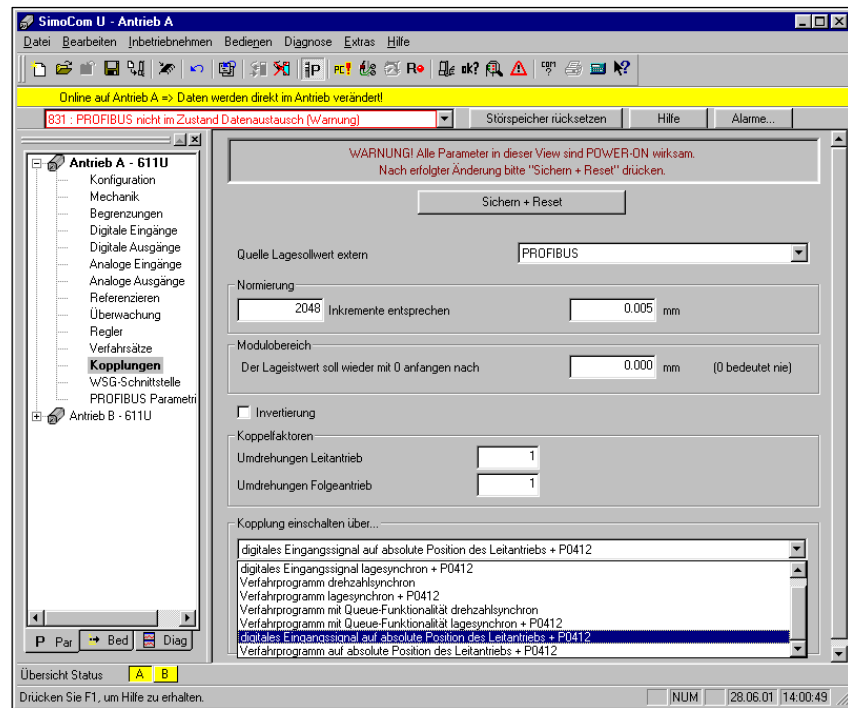 SimoCom U - Antrieb A
Datei Bearbeiten Inbetriebnehmen Bedienen Diagnose Extras Hilfe
Online auf Antrieb A => Daten werden direkt im Antrieb verändert!
831 : PROFIBUS nicht im Zustand Datenaustausch (Warnung) Störspeicher rücksetzen Hilfe Alarme...
Antrieb A - 611U
Konfiguration
Mechanik
Begrenzungen
Digitale Eingänge
Digitale Ausgänge
Analoge Eingänge
Analoge Ausgänge
Referenzieren
Überwachung
Regler
Verfahrsätze
Kopplungen
WSG-Schnittstelle
PROFIBUS Parametri
Antrieb B - 611U
P Par Bed Diag
WARNUNG! Alle Parameter in dieser View sind POWER-ON wirksam.
Nach erfolgter Änderung bitte "Sichern + Reset" drücken.
Sichern + Reset
Quelle Lagesollwert extern PROFIBUS
Normierung
2048 Inkremente entsprechen 0.005 mm
Modulobereich
Der Lageistwert soll wieder mit 0 anfangen nach 0.000 mm (0 bedeutet nie)
Invertierung
Koppelfaktoren
Umdrehungen Leitantrieb 1
Umdrehungen Folgeantrieb 1
Kopplung einschalten über...
digitales Eingangssignal auf absolute Position des Leitantriebs + P0412
digitales Eingangssignal lagesynchron + P0412
Verfahrprogramm drehzahlsynchron
Verfahrprogramm lagesynchron + P0412
Verfahrprogramm mit Queue-Funktionalität drehzahlsynchron
Verfahrprogramm mit Queue-Funktionalität lagesynchron + P0412
digitales Eingangssignal auf absolute Position des Leitantriebs + P0412
Verfahrprogramm auf absolute Position des Leitantriebs + P0412
Übersicht Status A B
Drücken Sie F1, um Hilfe zu erhalten. NUM 28.06.01 14:00:49